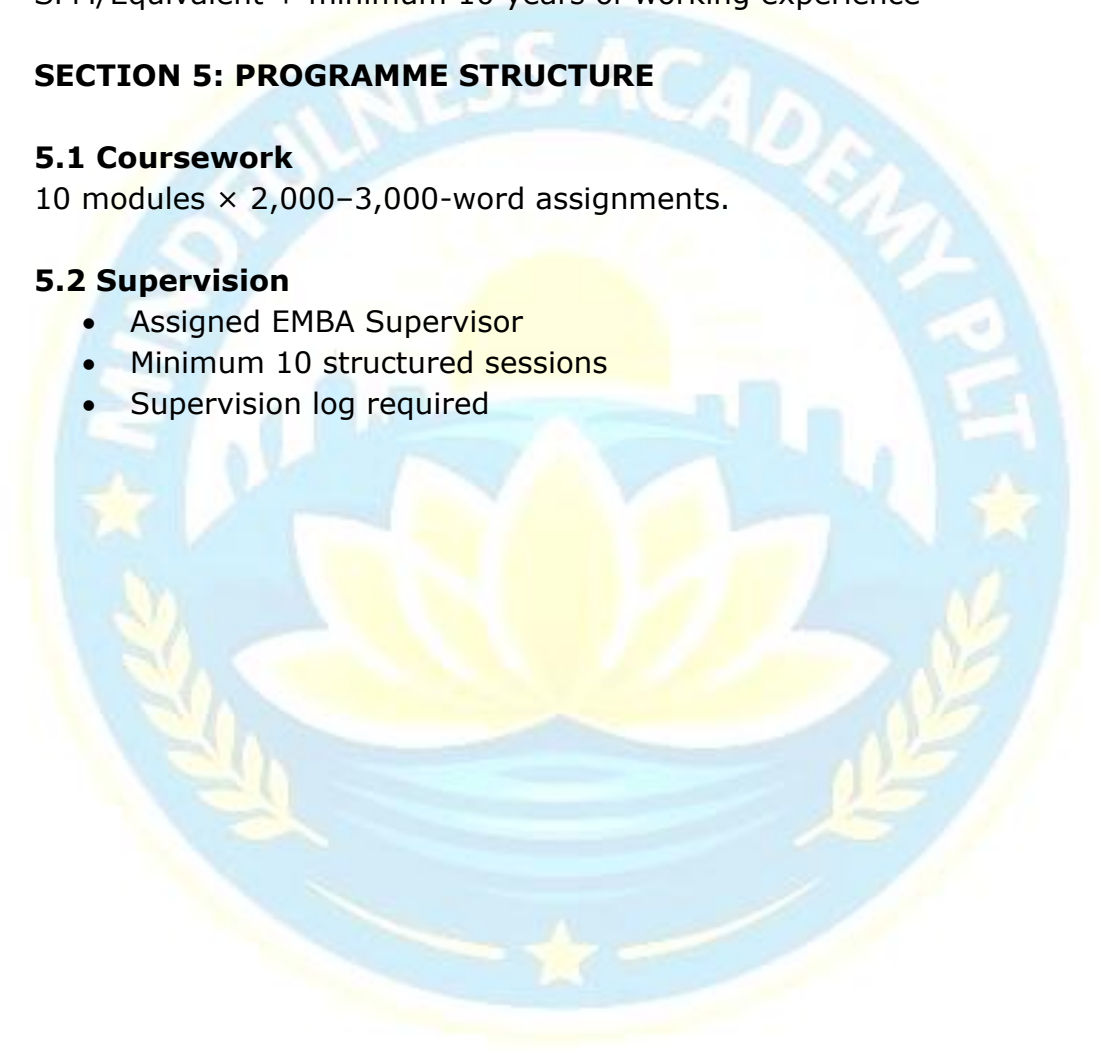 SPM/Equivalent + minimum 10 years of working experience
SECTION 5: PROGRAMME STRUCTURE
5.1 Coursework
10 modules × 2,000–3,000-word assignments.
5.2 Supervision
• Assigned EMBA Supervisor
• Minimum 10 structured sessions
• Supervision log required
MINDFULNESS ACADEMY PLT